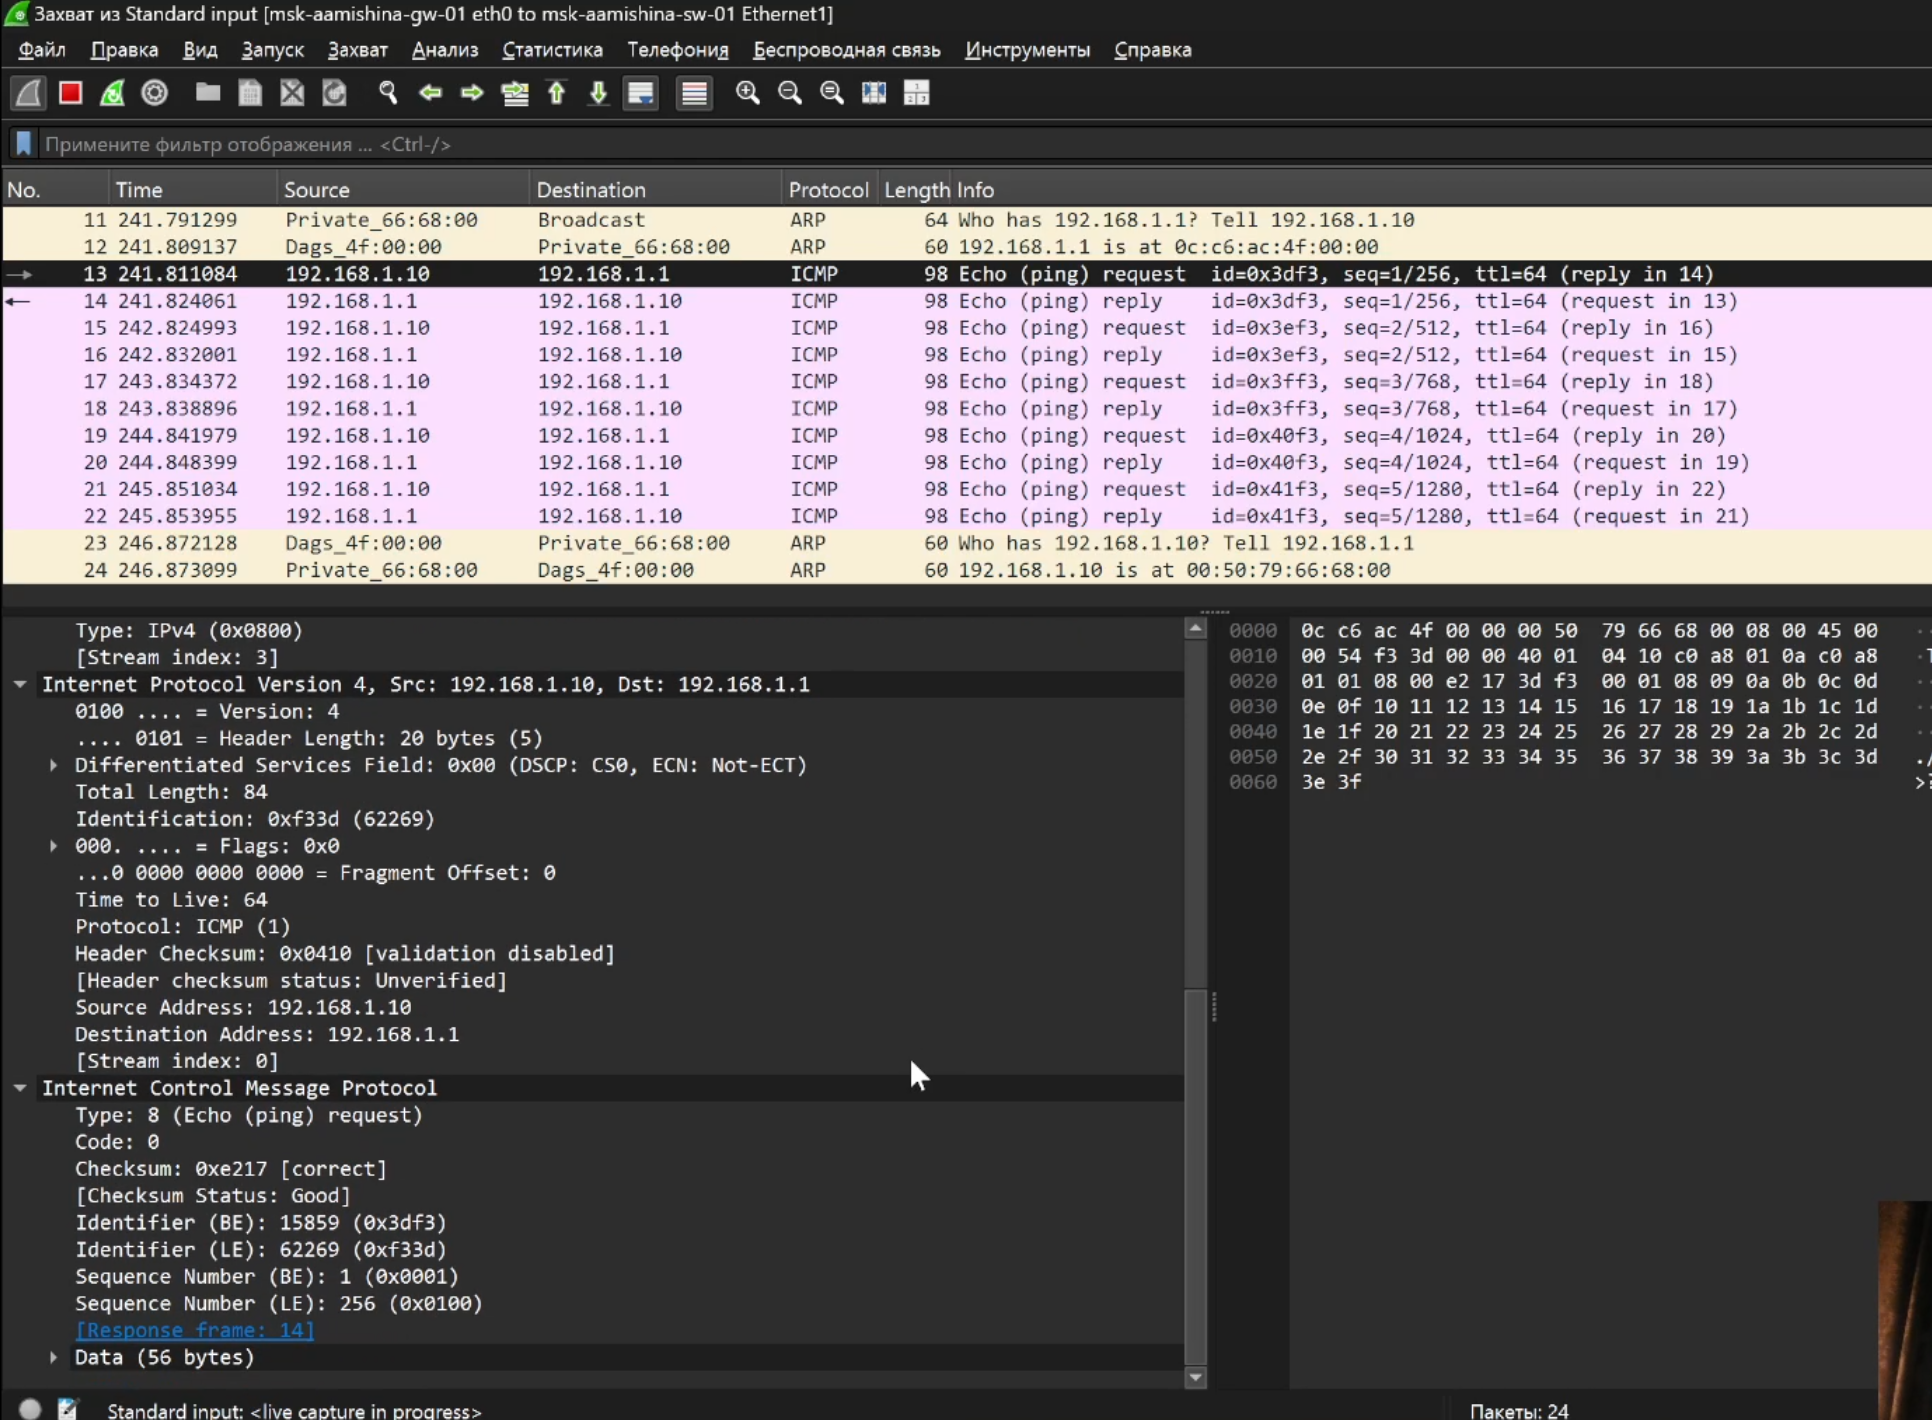 Захват из Standard input [msk-aamishina-gw-01 eth0 to msk-aamishina-sw-01 Ethernet1]
Файл Правка Вид Запуск Захват Анализ Статистика Телефония Беспроводная связь Инструменты Справка
Примените фильтр отображения ... <Ctrl-/>
No. Time Source Destination Protocol Length Info
11 241.791299 Private_66:68:00 Broadcast ARP 64 Who has 192.168.1.1? Tell 192.168.1.10
12 241.809137 Dags_4f:00:00 Private_66:68:00 ARP 60 192.168.1.1 is at 0c:c6:ac:4f:00:00
13 241.811084 192.168.1.10 192.168.1.1 ICMP 98 Echo (ping) request id=0x3df3, seq=1/256, ttl=64 (reply in 14)
14 241.824061 192.168.1.1 192.168.1.10 ICMP 98 Echo (ping) reply id=0x3df3, seq=1/256, ttl=64 (request in 13)
15 242.824993 192.168.1.10 192.168.1.1 ICMP 98 Echo (ping) request id=0x3ef3, seq=2/512, ttl=64 (reply in 16)
16 242.832001 192.168.1.1 192.168.1.10 ICMP 98 Echo (ping) reply id=0x3ef3, seq=2/512, ttl=64 (request in 15)
17 243.834372 192.168.1.10 192.168.1.1 ICMP 98 Echo (ping) request id=0x3ff3, seq=3/768, ttl=64 (reply in 18)
18 243.838896 192.168.1.1 192.168.1.10 ICMP 98 Echo (ping) reply id=0x3ff3, seq=3/768, ttl=64 (request in 17)
19 244.841979 192.168.1.10 192.168.1.1 ICMP 98 Echo (ping) request id=0x40f3, seq=4/1024, ttl=64 (reply in 20)
20 244.848399 192.168.1.1 192.168.1.10 ICMP 98 Echo (ping) reply id=0x40f3, seq=4/1024, ttl=64 (request in 19)
21 245.851034 192.168.1.10 192.168.1.1 ICMP 98 Echo (ping) request id=0x41f3, seq=5/1280, ttl=64 (reply in 22)
22 245.853955 192.168.1.1 192.168.1.10 ICMP 98 Echo (ping) reply id=0x41f3, seq=5/1280, ttl=64 (request in 21)
23 246.872128 Dags_4f:00:00 Private_66:68:00 ARP 60 Who has 192.168.1.10? Tell 192.168.1.1
24 246.873099 Private_66:68:00 Dags_4f:00:00 ARP 60 192.168.1.10 is at 00:50:79:66:68:00
Type: IPv4 (0x0800)
[Stream index: 3]
Internet Protocol Version 4, Src: 192.168.1.10, Dst: 192.168.1.1
0100 .... = Version: 4
.... 0101 = Header Length: 20 bytes (5)
Differentiated Services Field: 0x00 (DSCP: CS0, ECN: Not-ECT)
Total Length: 84
Identification: 0xf33d (62269)
000. .... = Flags: 0x0
...0 0000 0000 0000 = Fragment Offset: 0
Time to Live: 64
Protocol: ICMP (1)
Header Checksum: 0x0410 [validation disabled]
[Header checksum status: Unverified]
Source Address: 192.168.1.10
Destination Address: 192.168.1.1
[Stream index: 0]
Internet Control Message Protocol
Type: 8 (Echo (ping) request)
Code: 0
Checksum: 0xe217 [correct]
[Checksum Status: Good]
Identifier (BE): 15859 (0x3df3)
Identifier (LE): 62269 (0xf33d)
Sequence Number (BE): 1 (0x0001)
Sequence Number (LE): 256 (0x0100)
[Response frame: 14]
Data (56 bytes)
0000 0c c6 ac 4f 00 00 00 50 79 66 68 00 08 00 45 00
0010 00 54 f3 3d 00 00 40 01 04 10 c0 a8 01 0a c0 a8
0020 01 01 08 00 e2 17 3d f3 00 01 08 09 0a 0b 0c 0d
0030 0e 0f 10 11 12 13 14 15 16 17 18 19 1a 1b 1c 1d
0040 1e 1f 20 21 22 23 24 25 26 27 28 29 2a 2b 2c 2d
0050 2e 2f 30 31 32 33 34 35 36 37 38 39 3a 3b 3c 3d ./
0060 3e 3f >?
Standard input: <live capture in progress>
Пакеты: 24